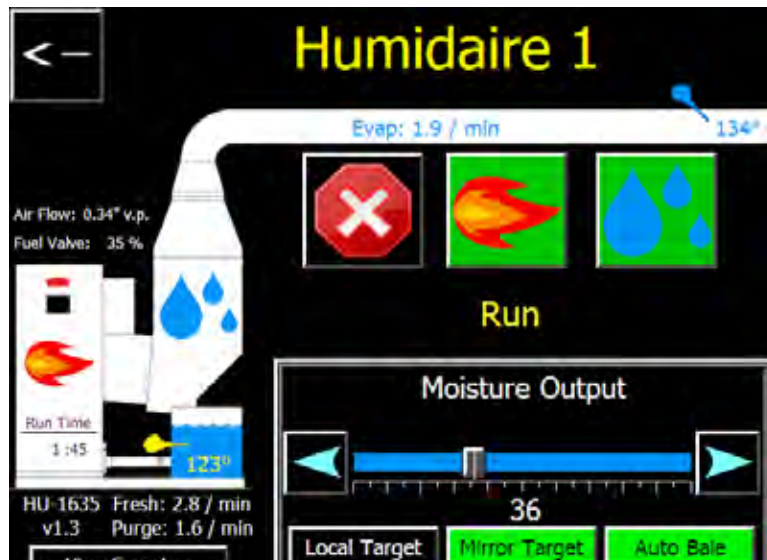 <-
Humidaire 1
Evap: 1.9 / min
134°
Air Flow: 0.34" v.p.
Fuel Valve: 35 %
Run
Moisture Output
Run Time
1 :45
123°
36
HU-1635 Fresh: 2.8 / min
v1.3 Purge: 1.6 / min
Local Target
Mirror Target
Auto Bale